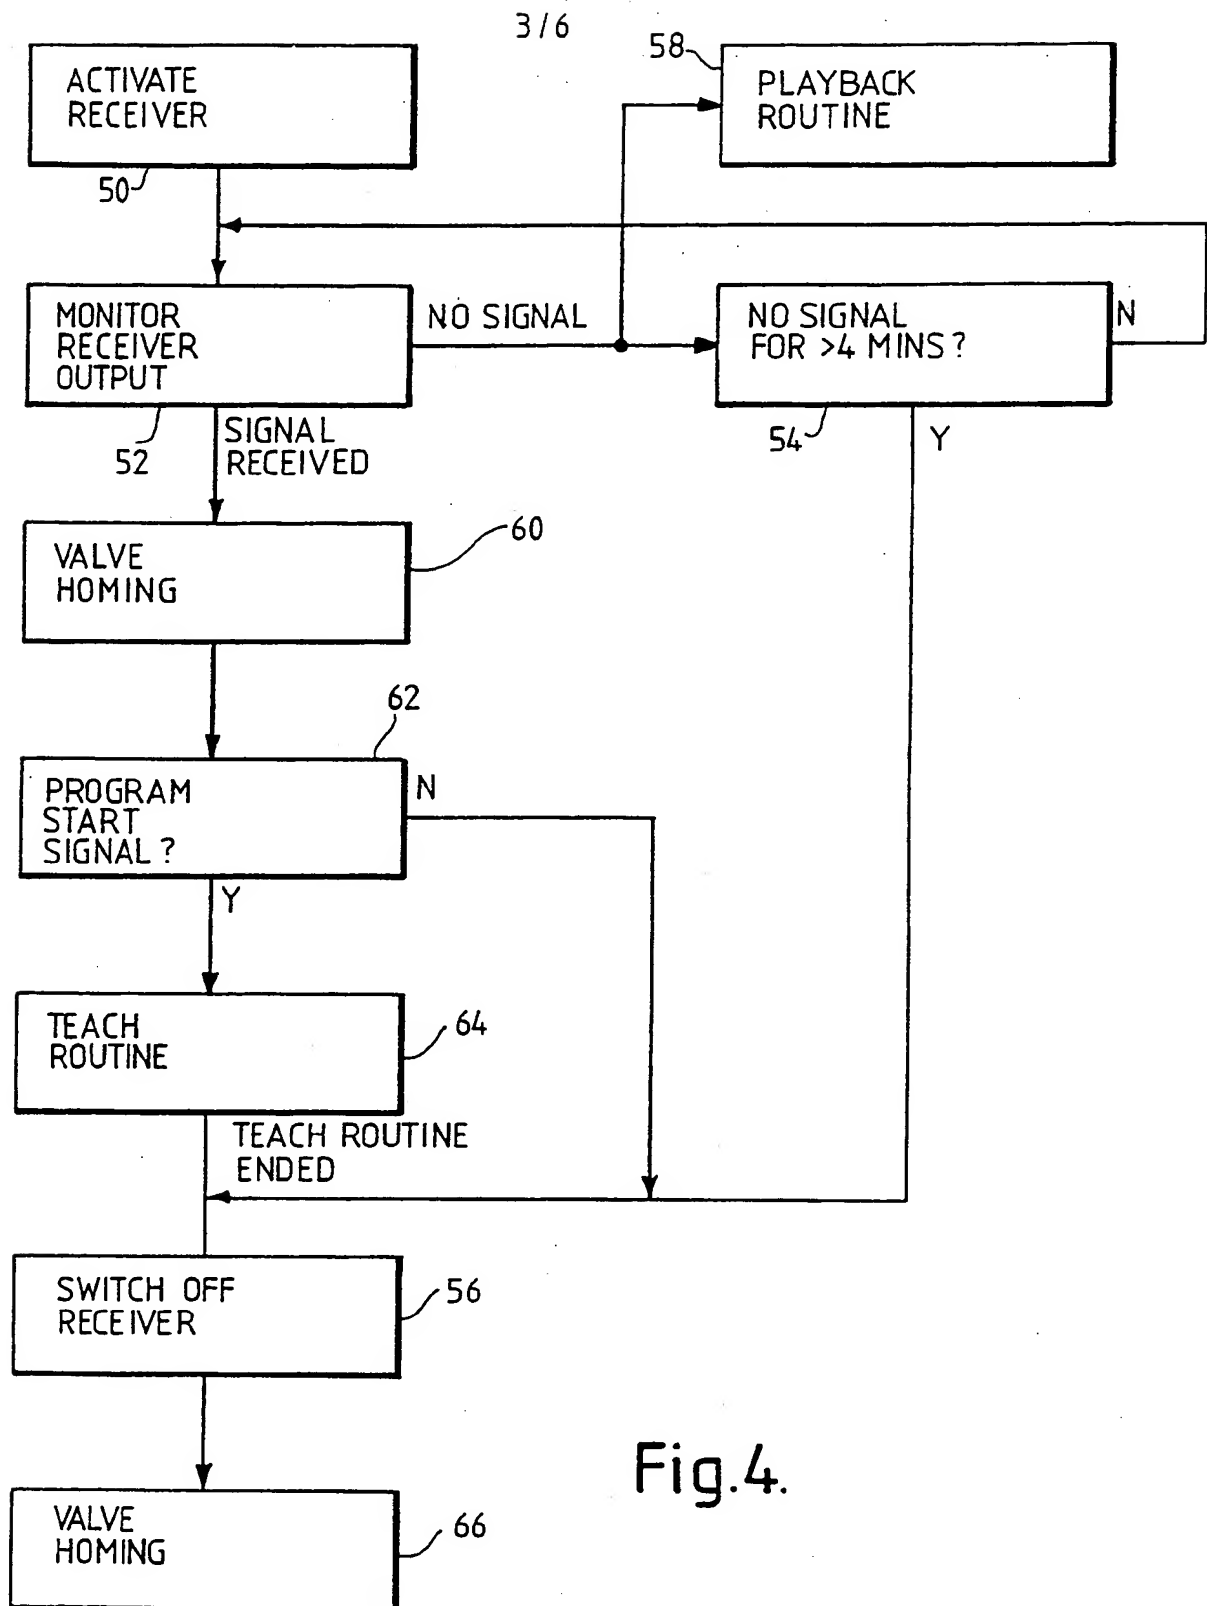 3/6
ACTIVATE
RECEIVER
50
58
PLAYBACK
ROUTINE
MONITOR
RECEIVER
OUTPUT
52
NO SIGNAL
NO SIGNAL
FOR >4 MINS?
54
N
Y
SIGNAL
RECEIVED
VALVE
HOMING
60
62
PROGRAM
START
SIGNAL?
N
Y
TEACH
ROUTINE
64
TEACH ROUTINE
ENDED
SWITCH OFF
RECEIVER
56
VALVE
HOMING
66
Fig.4.